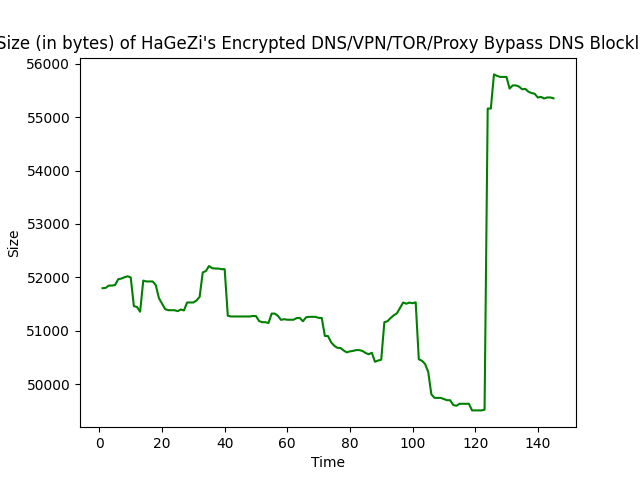 Size (in bytes) of HaGeZi's Encrypted DNS/VPN/TOR/Proxy Bypass DNS Blockl
56000
55000
54000
53000
52000
51000
50000
Size
0 20 40 60 80 100 120 140
Time